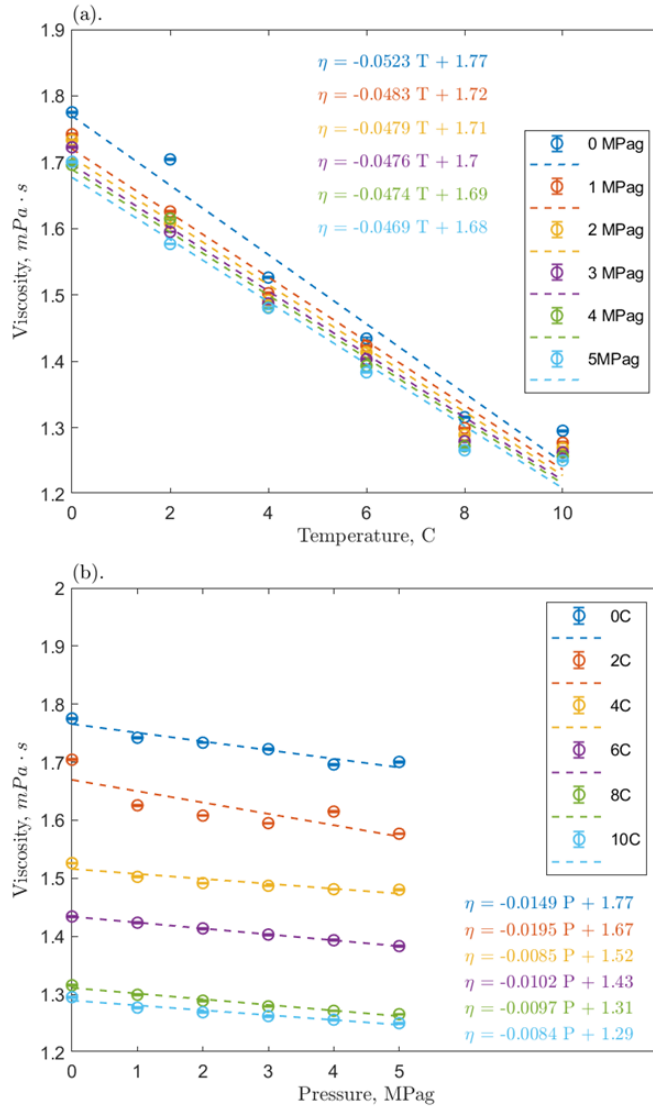 (a).
1.9
1.8
1.7
1.6
1.5
1.4
1.3
1.2
Viscosity, mPa · s
η = -0.0523 T + 1.77
η = -0.0483 T + 1.72
η = -0.0479 T + 1.71
η = -0.0476 T + 1.7
η = -0.0474 T + 1.69
η = -0.0469 T + 1.68
0 MPag
1 MPag
2 MPag
3 MPag
4 MPag
5MPag
0 2 4 6 8 10
Temperature, C
(b).
2
1.9
1.8
1.7
1.6
1.5
1.4
1.3
1.2
Viscosity, mPa · s
0C
2C
4C
6C
8C
10C
η = -0.0149 P + 1.77
η = -0.0195 P + 1.67
η = -0.0085 P + 1.52
η = -0.0102 P + 1.43
η = -0.0097 P + 1.31
η = -0.0084 P + 1.29
0 1 2 3 4 5
Pressure, MPag